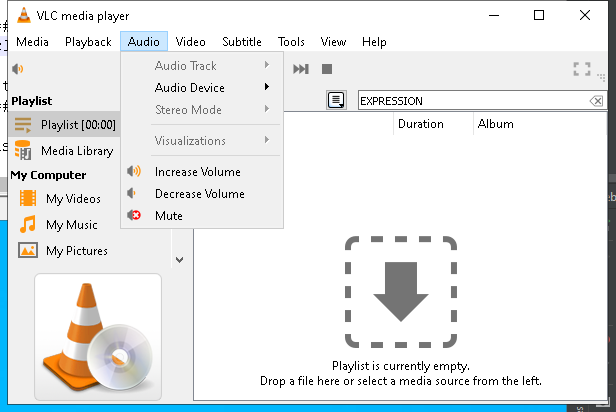 VLC media player
Media Playback Audio Video Subtitle Tools View Help
Audio Track
Audio Device
Stereo Mode
Visualizations
Increase Volume
Decrease Volume
Mute
Playlist
Playlist [00:00]
Media Library
My Computer
My Videos
My Music
My Pictures
EXPRESSION
Duration Album
Playlist is currently empty.
Drop a file here or select a media source from the left.